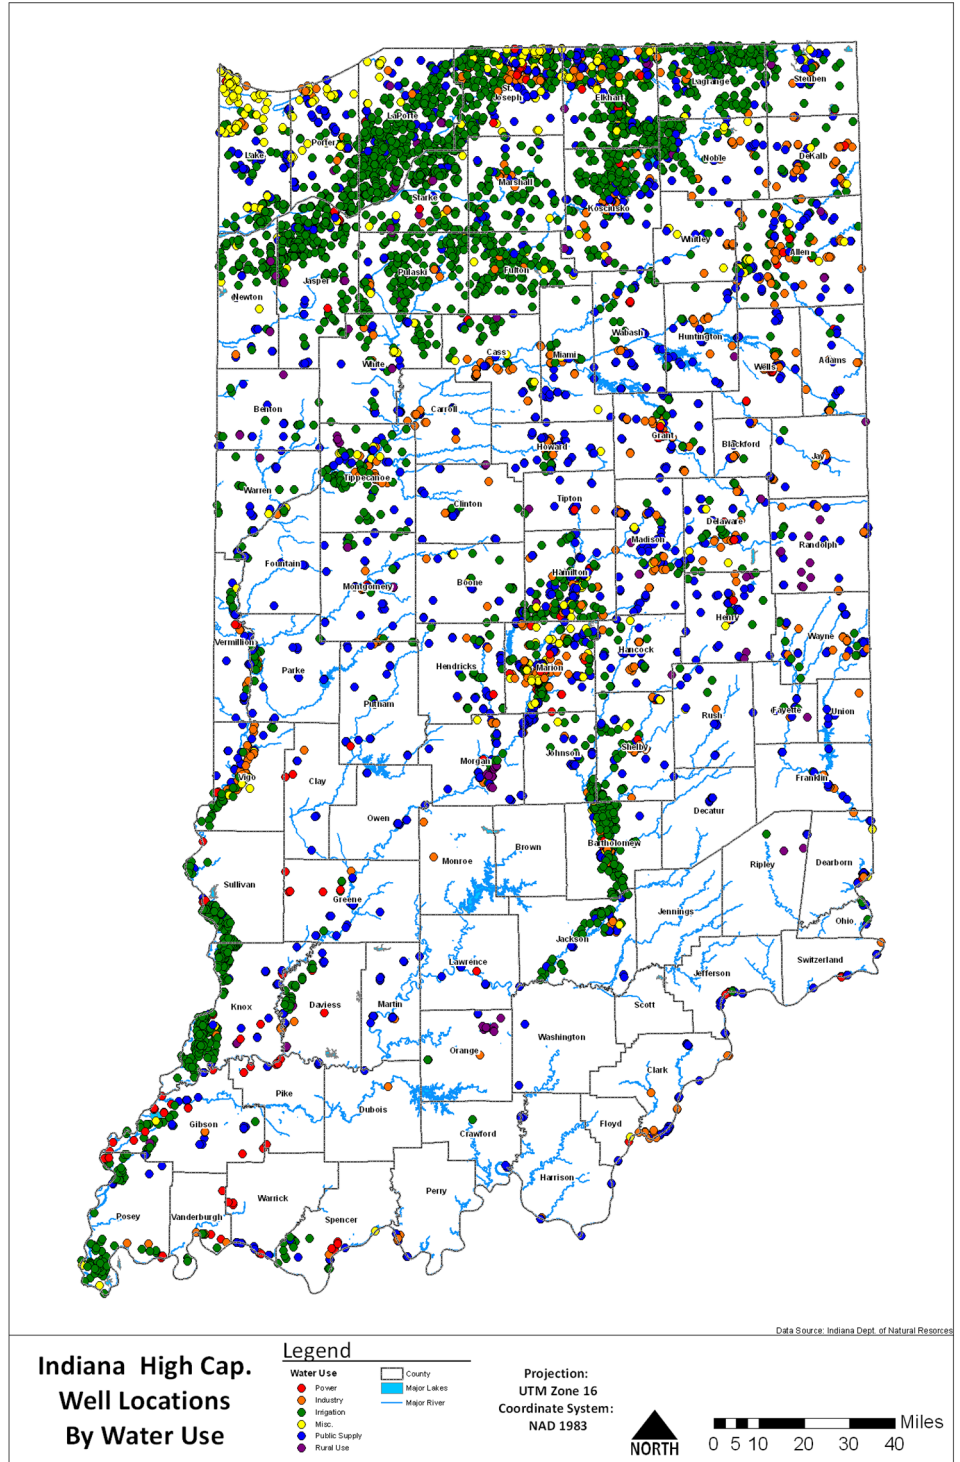 St.
Joseph
Elkhart
Lagrange
Steuben
LaPorte
Porter
Lake
Noble
DeKalb
Marshall
Starke
Kosciusko
Whitley
Allen
Pulaski
Fulton
Jasper
Newton
Wabash
Huntington
White
Cass
Miami
Wells
Adams
Benton
Carroll
Grant
Blackford
Howard
Jay
Tippecanoe
Warren
Clinton
Tipton
Delaware
Madison
Randolph
Fountain
Montgomery
Boone
Hamilton
Henry
Vermillion
Wayne
Hancock
Hendricks
Marion
Parke
Putnam
Rush
Fayette
Union
Morgan
Johnson
Shelby
Vigo
Clay
Franklin
Owen
Decatur
Bartholomew
Brown
Monroe
Ripley
Dearborn
Sullivan
Greene
Jennings
Ohio
Jackson
Lawrence
Switzerland
Jefferson
Knox
Daviess
Martin
Scott
Washington
Orange
Clark
Pike
Dubois
Gibson
Crawford
Floyd
Harrison
Perry
Warrick
Posey
Vanderburgh
Spencer
Data Source: Indiana Dept. of Natural Resorces
Indiana High Cap.
Well Locations
By Water Use
Legend
Water Use
Power
Industry
Irrigation
Misc.
Public Supply
Rural Use
County
Major Lakes
Major River
Projection:
UTM Zone 16
Coordinate System:
NAD 1983
NORTH
Miles
0 5 10 20 30 40